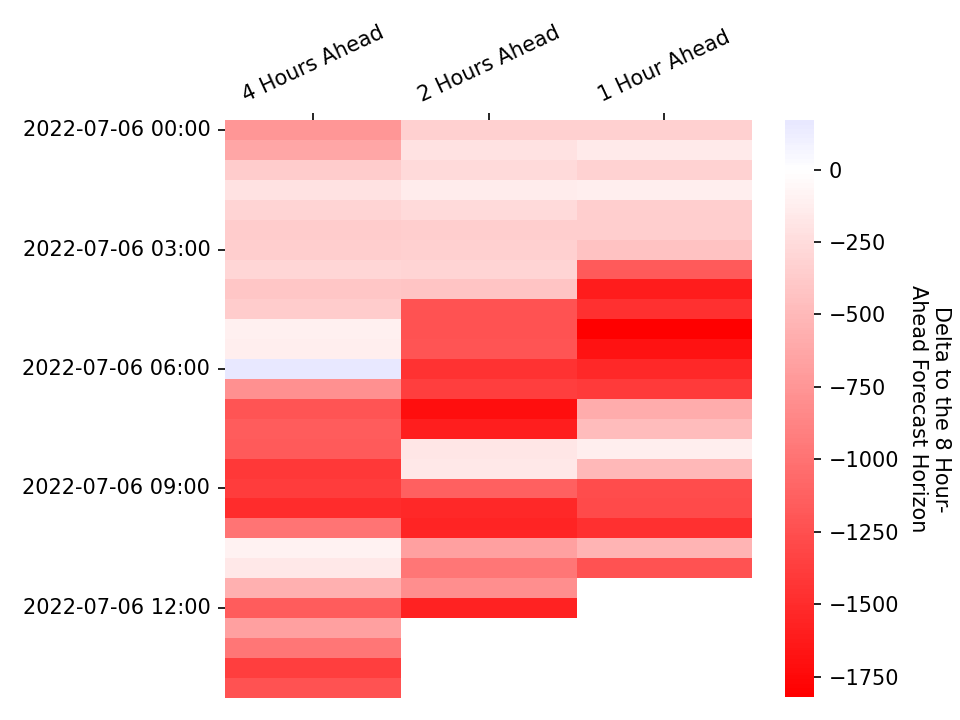 4 Hours Ahead
2 Hours Ahead
1 Hour Ahead
2022-07-06 00:00
2022-07-06 03:00
2022-07-06 06:00
2022-07-06 09:00
2022-07-06 12:00
0
−250
−500
−750
−1000
−1250
−1500
−1750
Delta to the 8 Hour-
Ahead Forecast Horizon